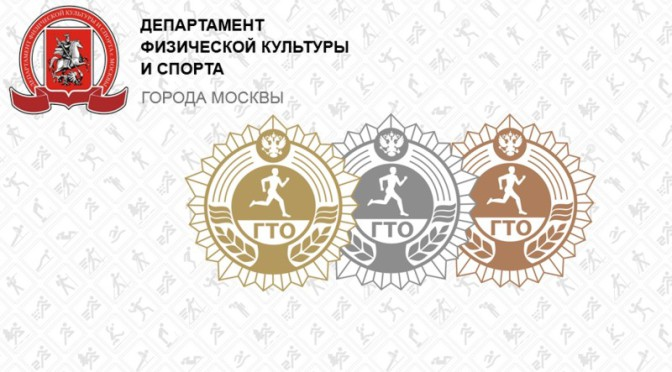 ДЕПАРТАМЕНТ
ФИЗИЧЕСКОЙ КУЛЬТУРЫ
И СПОРТА
ГОРОДА МОСКВЫ
ГТО
ГТО
ГТО